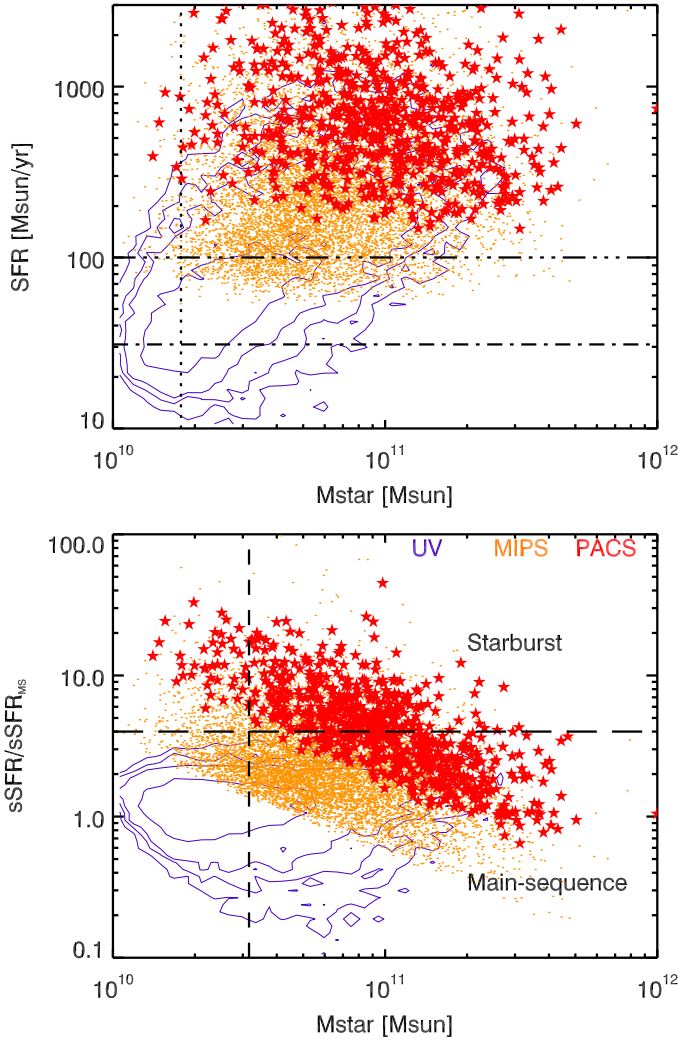 1000
100
10
SFR [Msun/yr]
10^10 10^11 10^12
Mstar [Msun]
100.0
10.0
1.0
0.1
sSFR/sSFR_MS
UV MIPS PACS
Starburst
Main-sequence
10^10 10^11 10^12
Mstar [Msun]